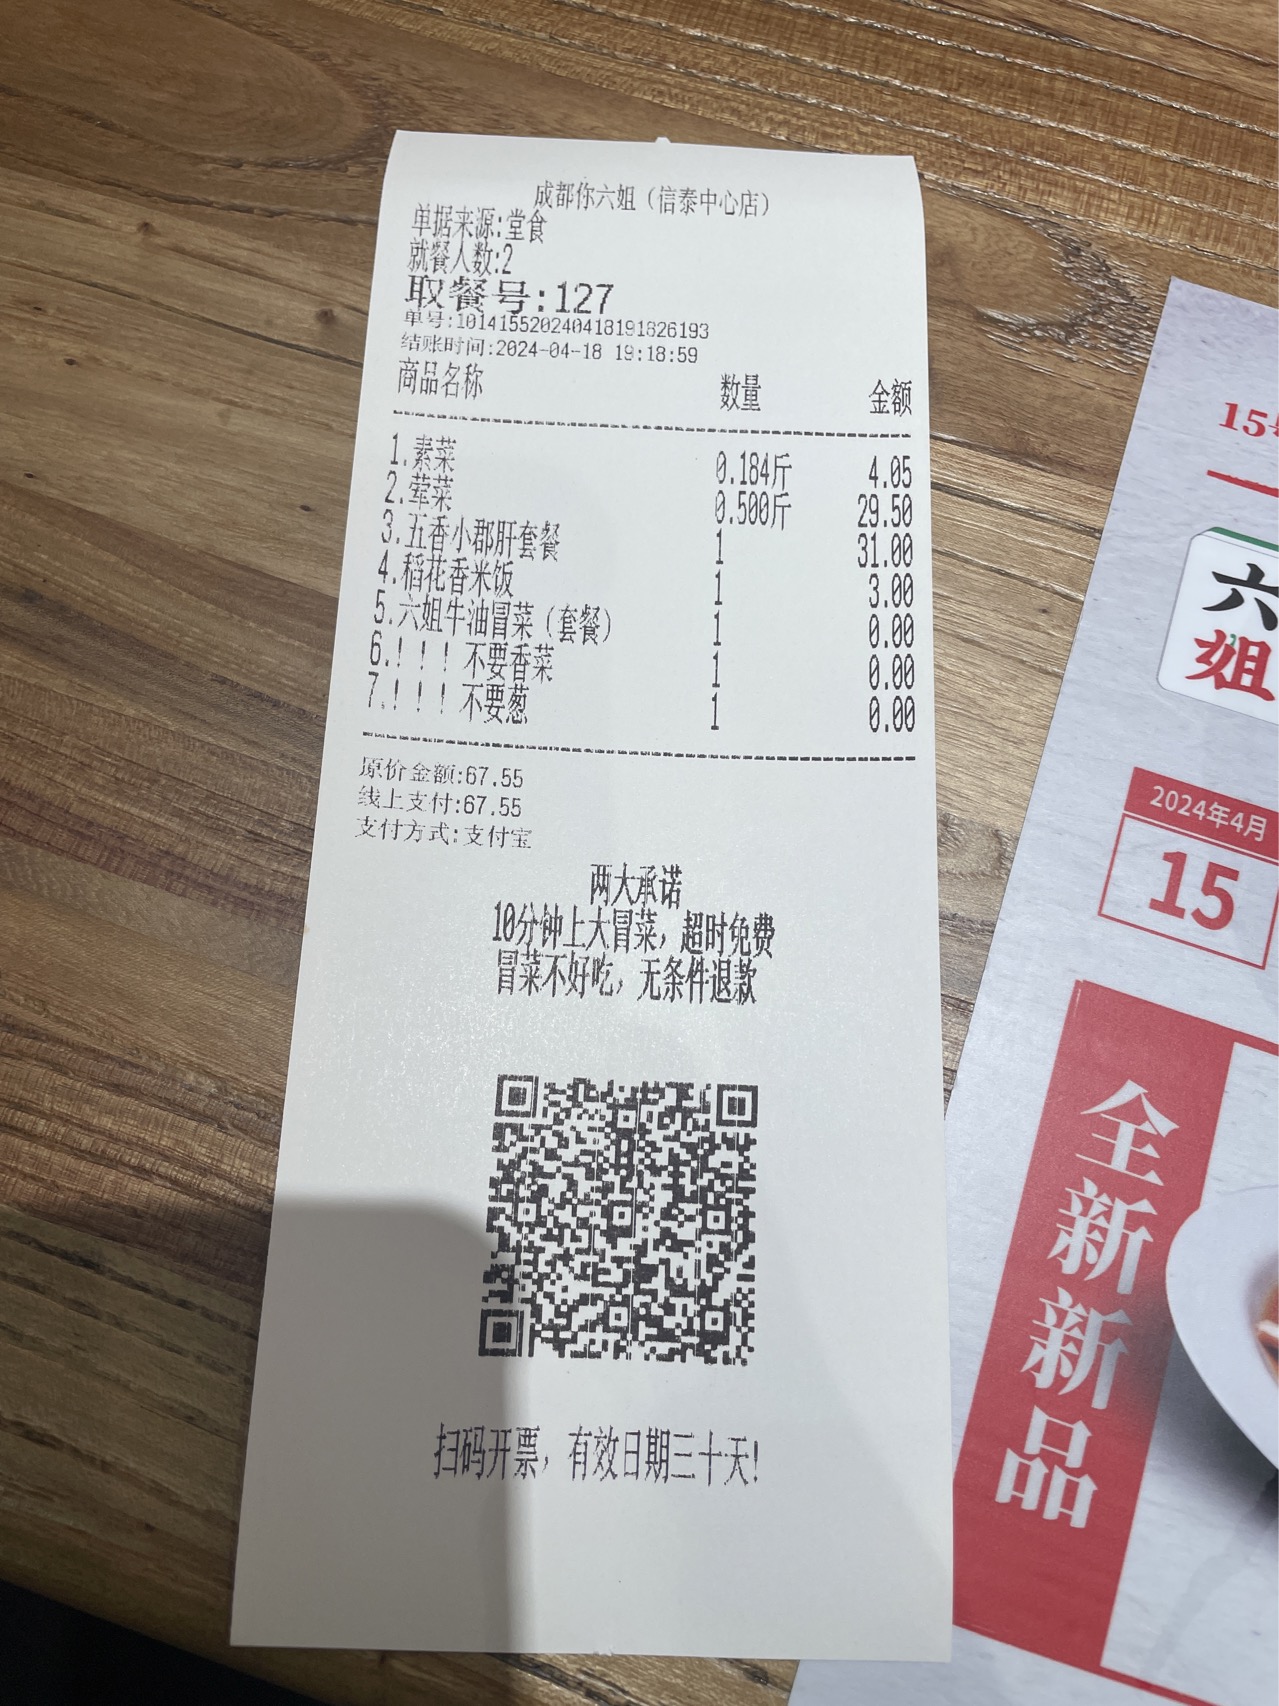 成都你六姐（信泰中心店）
单据来源:堂食
就餐人数:2
取餐号:127
单号:101415520240418191826193
结账时间:2024-04-18 19:18:59
商品名称 数量 金额
1.素菜 0.184斤 4.05
2.荤菜 0.500斤 29.50
3.五香小郡肝套餐 1 31.00
4.稻花香米饭 1 3.00
5.六姐牛油冒菜（套餐） 1 0.00
6.！！！不要香菜 1 0.00
7.！！！不要葱 1 0.00
原价金额:67.55
线上支付:67.55
支付方式:支付宝
两大承诺
10分钟上大冒菜，超时免费
冒菜不好吃，无条件退款
扫码开票，有效日期三十天!
15
六
姐
2024年4月
15
全新新品